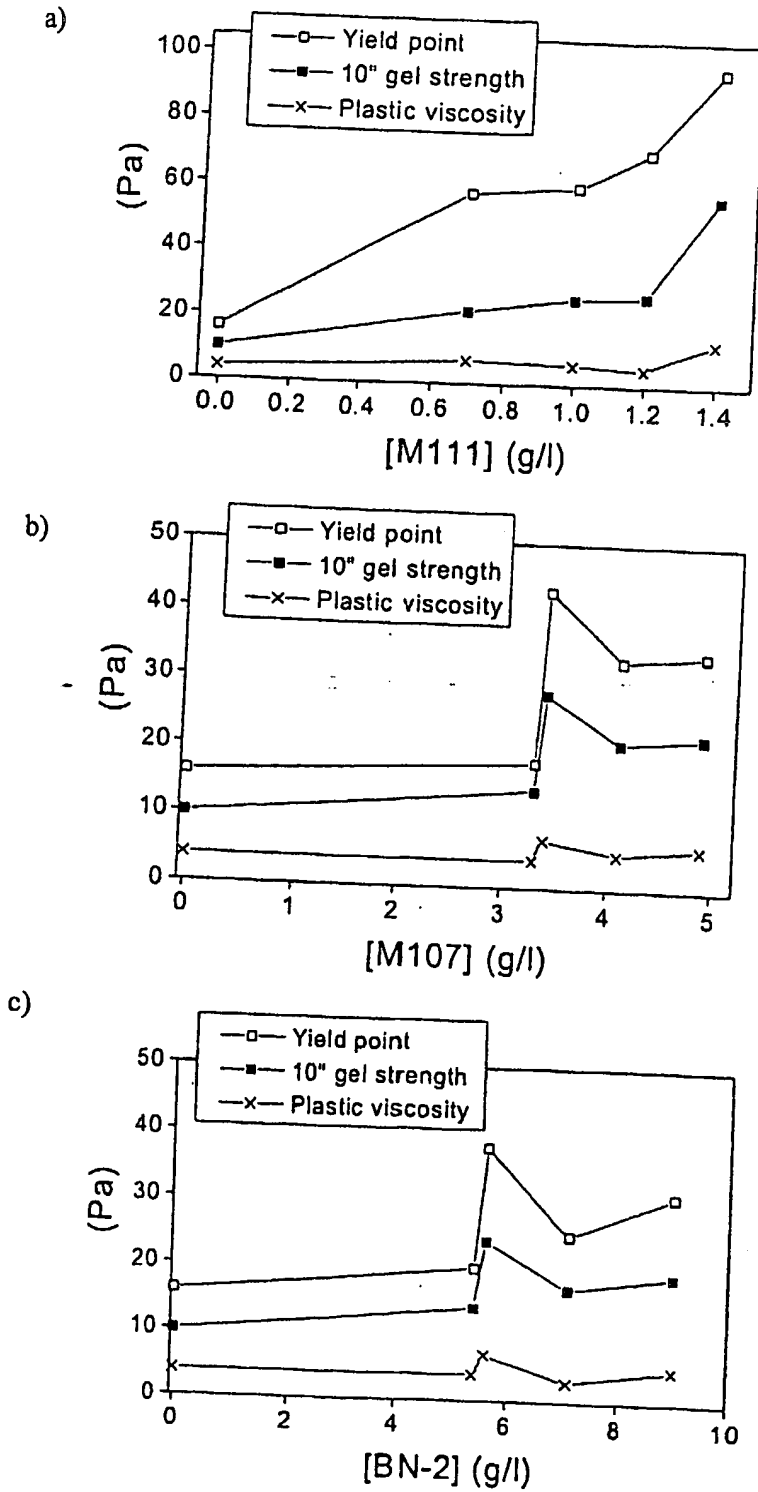 a)
Yield point
10" gel strength
Plastic viscosity
(Pa)
100
80
60
40
20
0
0.0 0.2 0.4 0.6 0.8 1.0 1.2 1.4
[M111] (g/l)
b)
Yield point
10" gel strength
Plastic viscosity
(Pa)
50
40
30
20
10
0
0 1 2 3 4 5
[M107] (g/l)
c)
Yield point
10" gel strength
Plastic viscosity
(Pa)
50
40
30
20
10
0
0 2 4 6 8 10
[BN-2] (g/l)